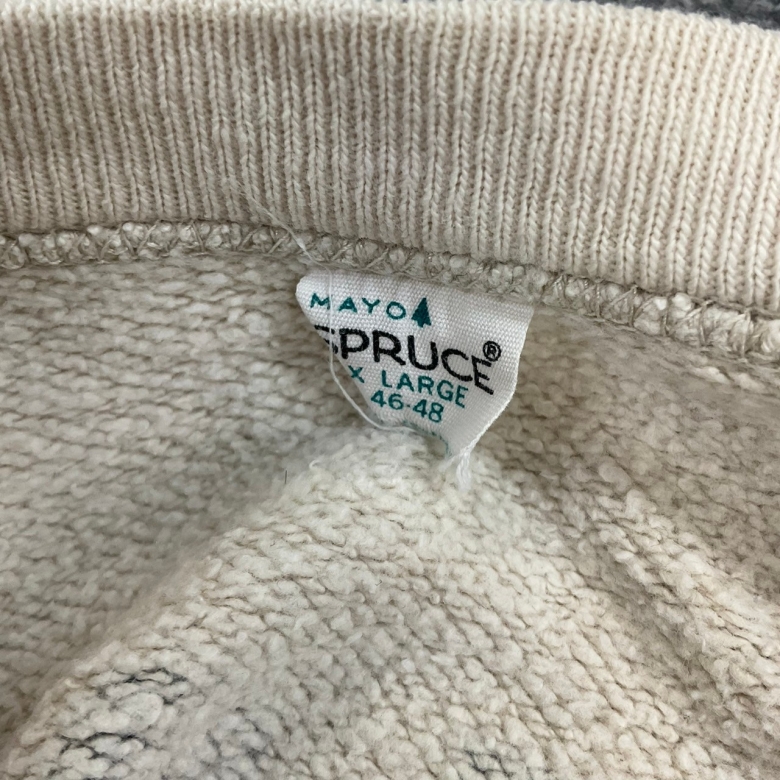 MAYO
SPRUCE®
X LARGE
46-48